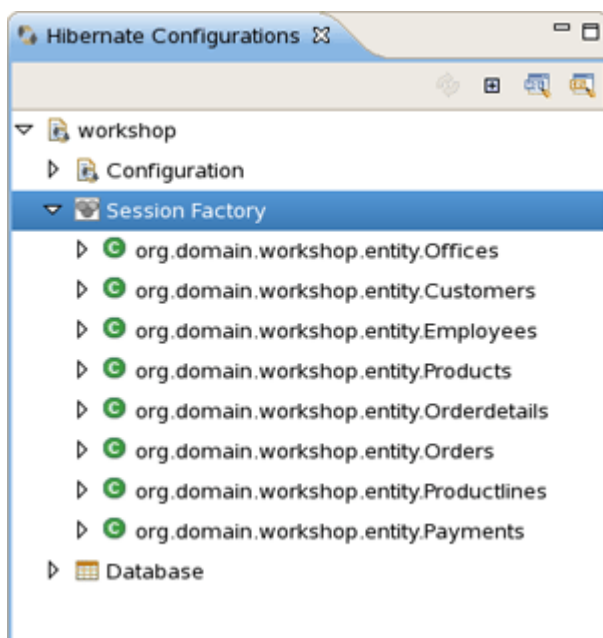 Hibernate Configurations
workshop
Configuration
Session Factory
org.domain.workshop.entity.Offices
org.domain.workshop.entity.Customers
org.domain.workshop.entity.Employees
org.domain.workshop.entity.Products
org.domain.workshop.entity.Orderdetails
org.domain.workshop.entity.Orders
org.domain.workshop.entity.Productlines
org.domain.workshop.entity.Payments
Database